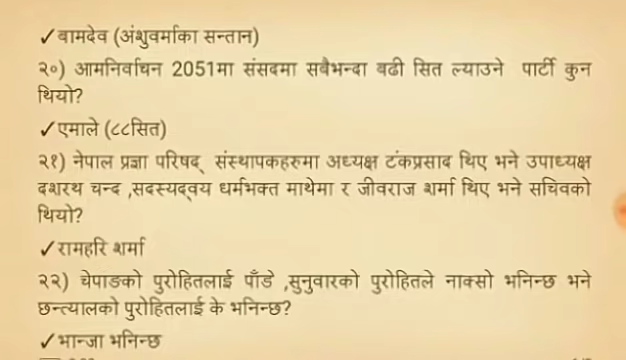 ✓बामदेव (अंशुवर्माका सन्तान)
२०) आमनिर्वाचन 2051मा संसदमा सबैभन्दा बढी सित ल्याउने पार्टी कुन
थियो?
✓एमाले (८८सित)
२१) नेपाल प्रज्ञा परिषद् संस्थापकहरुमा अध्यक्ष टंकप्रसाद थिए भने उपाध्यक्ष
दशरथ चन्द ,सदस्यद्वय धर्मभक्त माथेमा र जीवराज शर्मा थिए भने सचिवको
थियो?
✓रामहरि शर्मा
२२) चेपाङको पुरोहितलाई पाँडे ,सुनुवारको पुरोहितले नाक्सो भनिन्छ भने
छन्त्यालको पुरोहितलाई के भनिन्छ?
✓भान्जा भनिन्छ